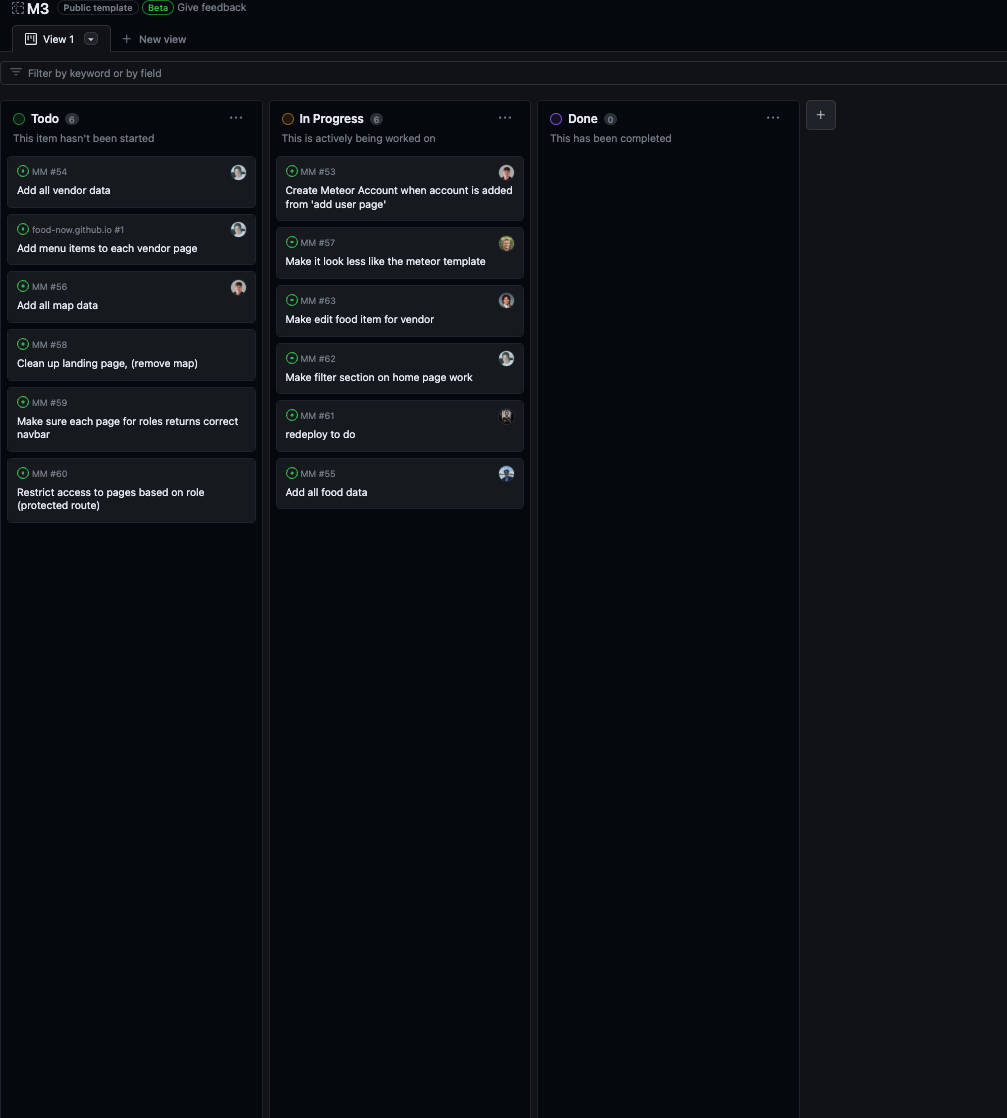 M3 Public template Beta Give feedback
View 1 New view
Filter by keyword or by field
Todo 6
This item hasn't been started
MM #54
Add all vendor data
food-now.github.io #1
Add menu items to each vendor page
MM #56
Add all map data
MM #58
Clean up landing page, (remove map)
MM #59
Make sure each page for roles returns correct
navbar
MM #60
Restrict access to pages based on role
(protected route)
In Progress 6
This is actively being worked on
MM #53
Create Meteor Account when account is added
from 'add user page'
MM #57
Make it look less like the meteor template
MM #63
Make edit food item for vendor
MM #62
Make filter section on home page work
MM #61
redeploy to do
MM #55
Add all food data
Done 0
This has been completed